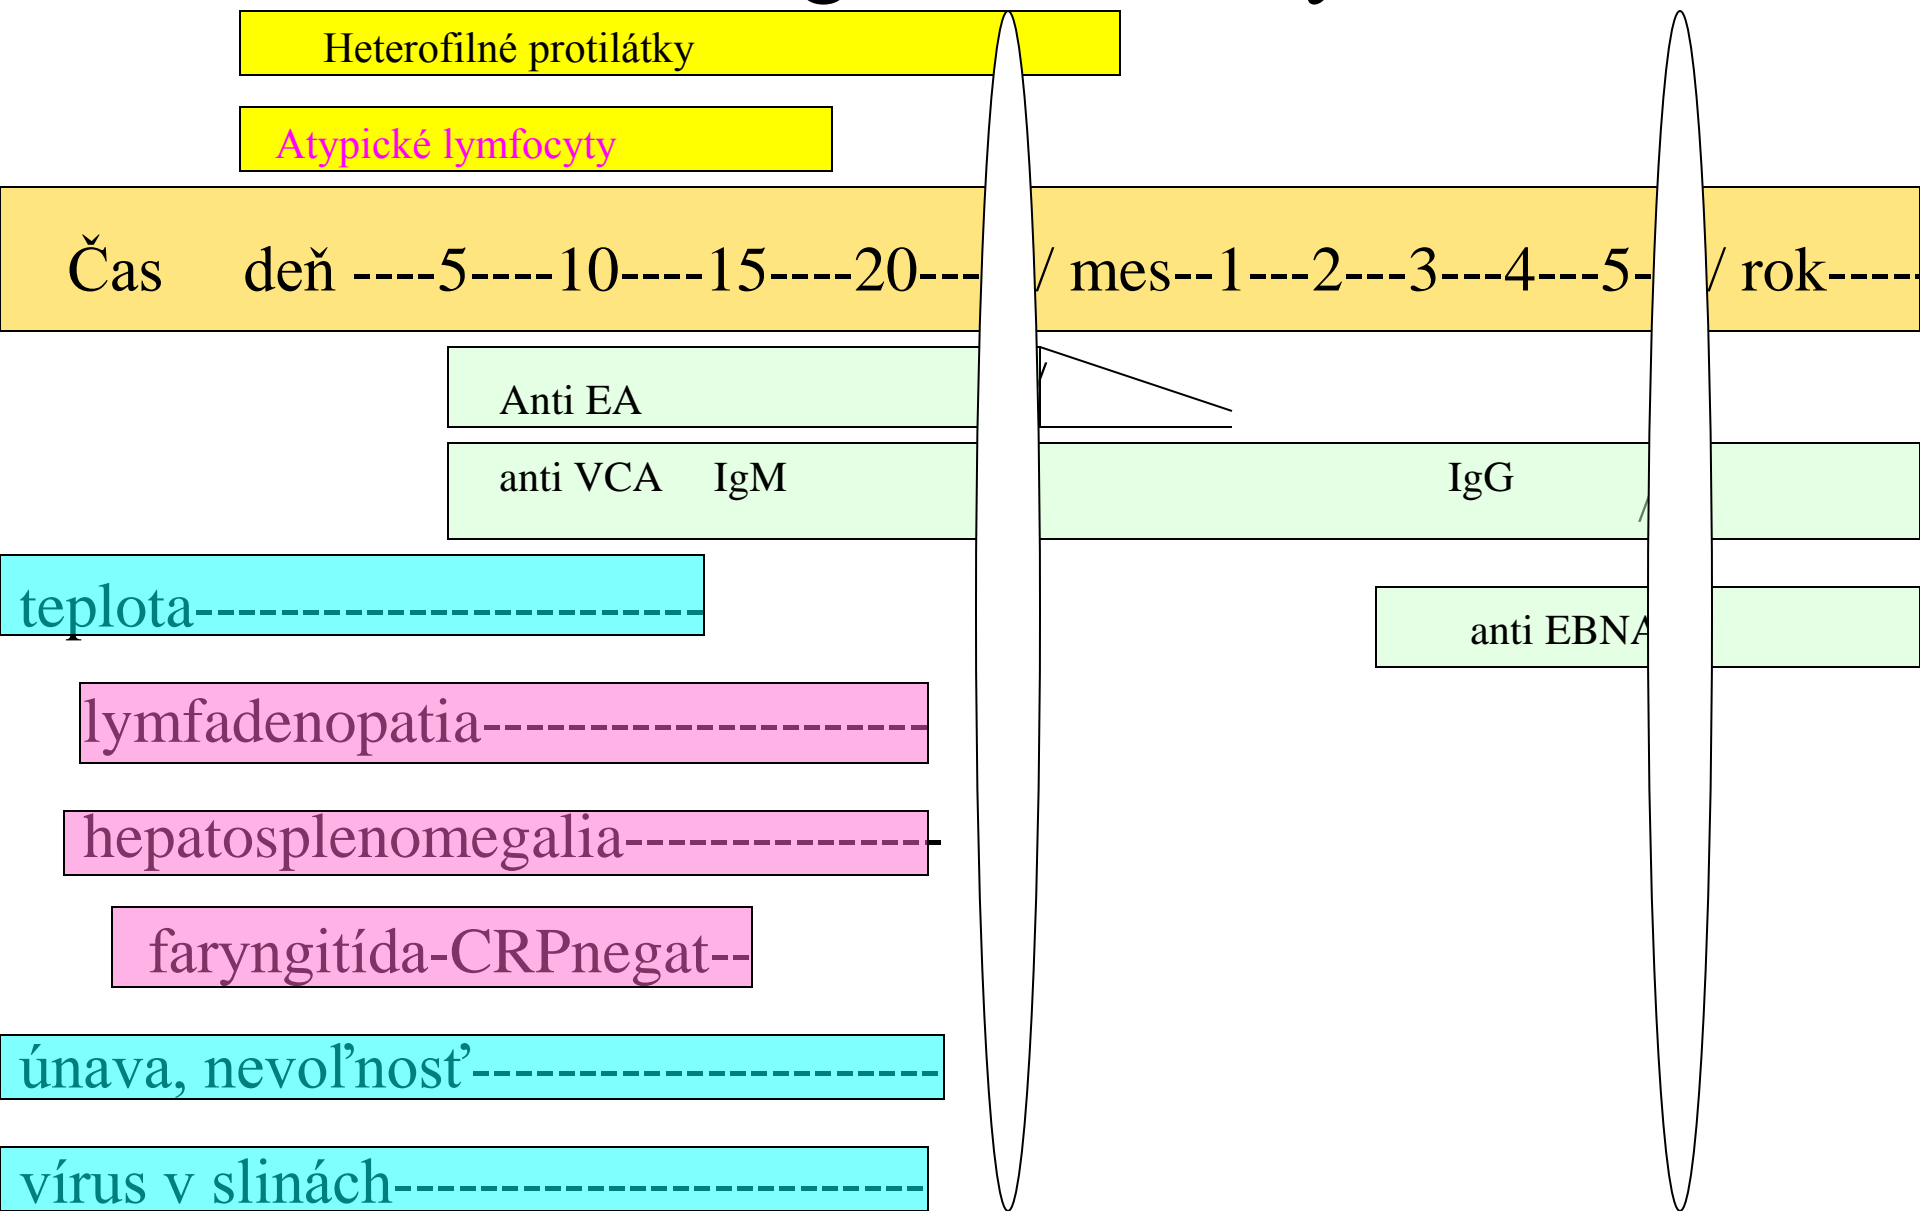 Heterofilné protilátky
Atypické lymfocyty
Čas deň ----5----10----15----20--- / mes--1---2---3---4---5- / rok-----
Anti EA /
anti VCA IgM IgG /
teplota------------------------
anti EBNA
lymfadenopatia--------------------
hepatosplenomegalia---------------
faryngitída-CRPnegat--
únava, nevoľnosť----------------------
vírus v slinách-------------------------